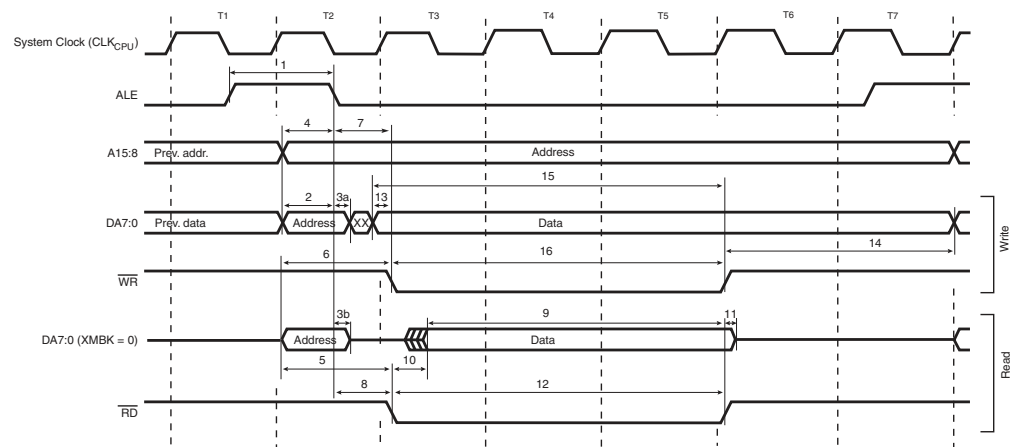 T1 T2 T3 T4 T5 T6 T7
System Clock (CLKCPU)
1
ALE
4 7
A15:8 Prev. addr. Address
15
2 3a 13
DA7:0 Prev. data Address XX Data
14
6 16
WR
Write
3b 9 11
DA7:0 (XMBK = 0) Address Data
5 10
8 12
RD
Read